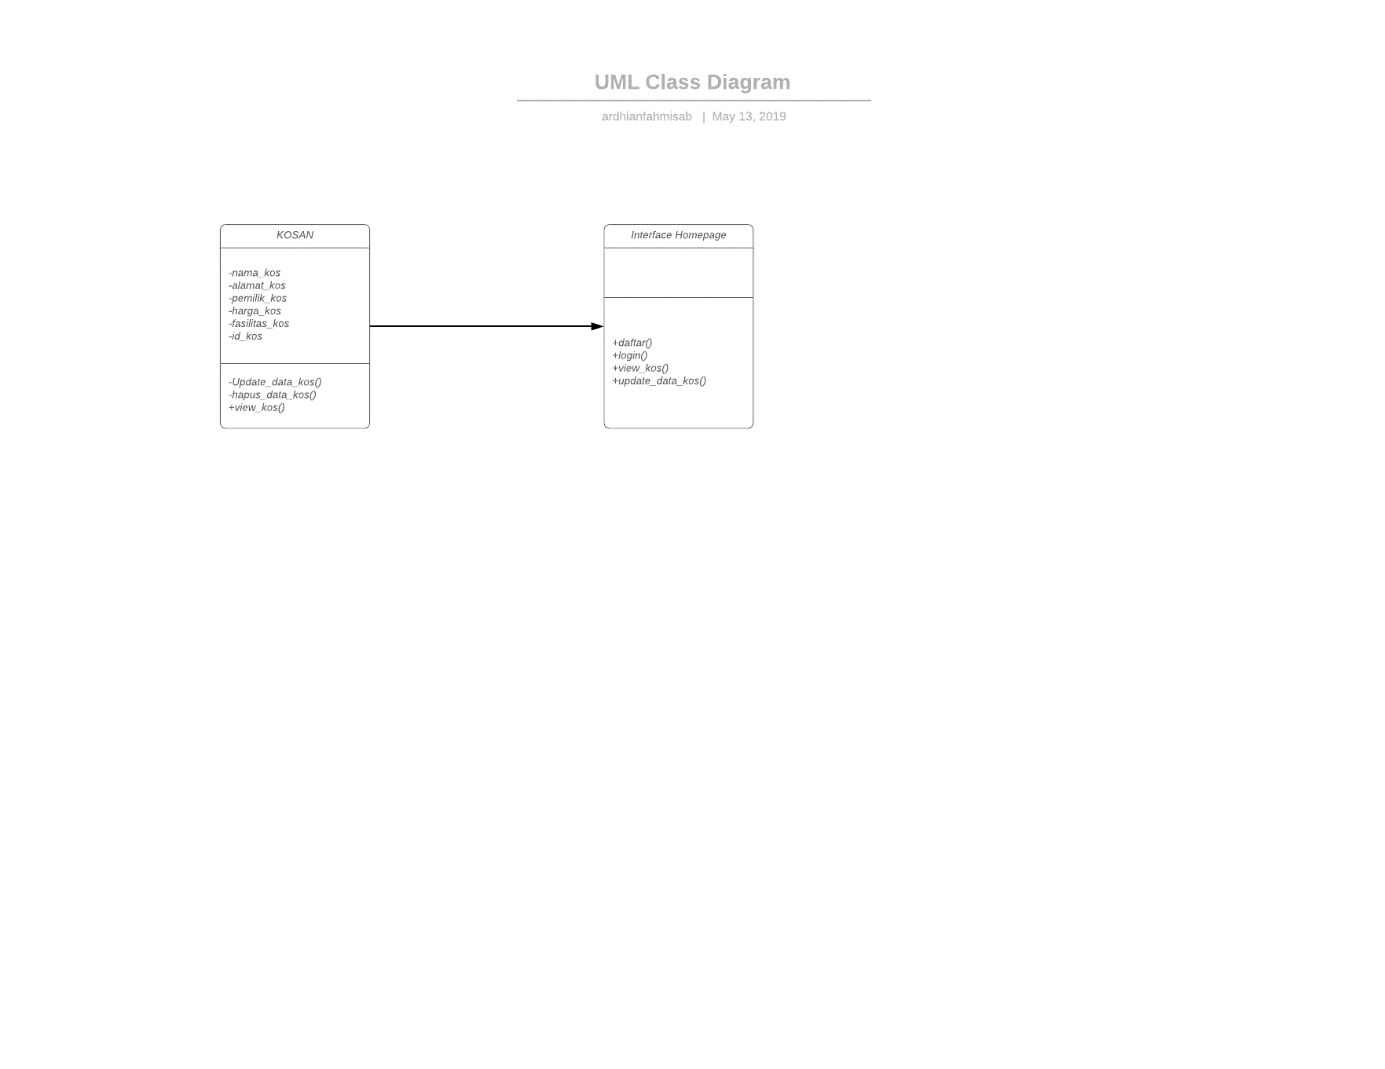 UML Class Diagram
ardhianfahmisab | May 13, 2019
KOSAN
-nama_kos
-alamat_kos
-pemilik_kos
-harga_kos
-fasilitas_kos
-id_kos
-Update_data_kos()
-hapus_data_kos()
+view_kos()
Interface Homepage
+daftar()
+login()
+view_kos()
+update_data_kos()